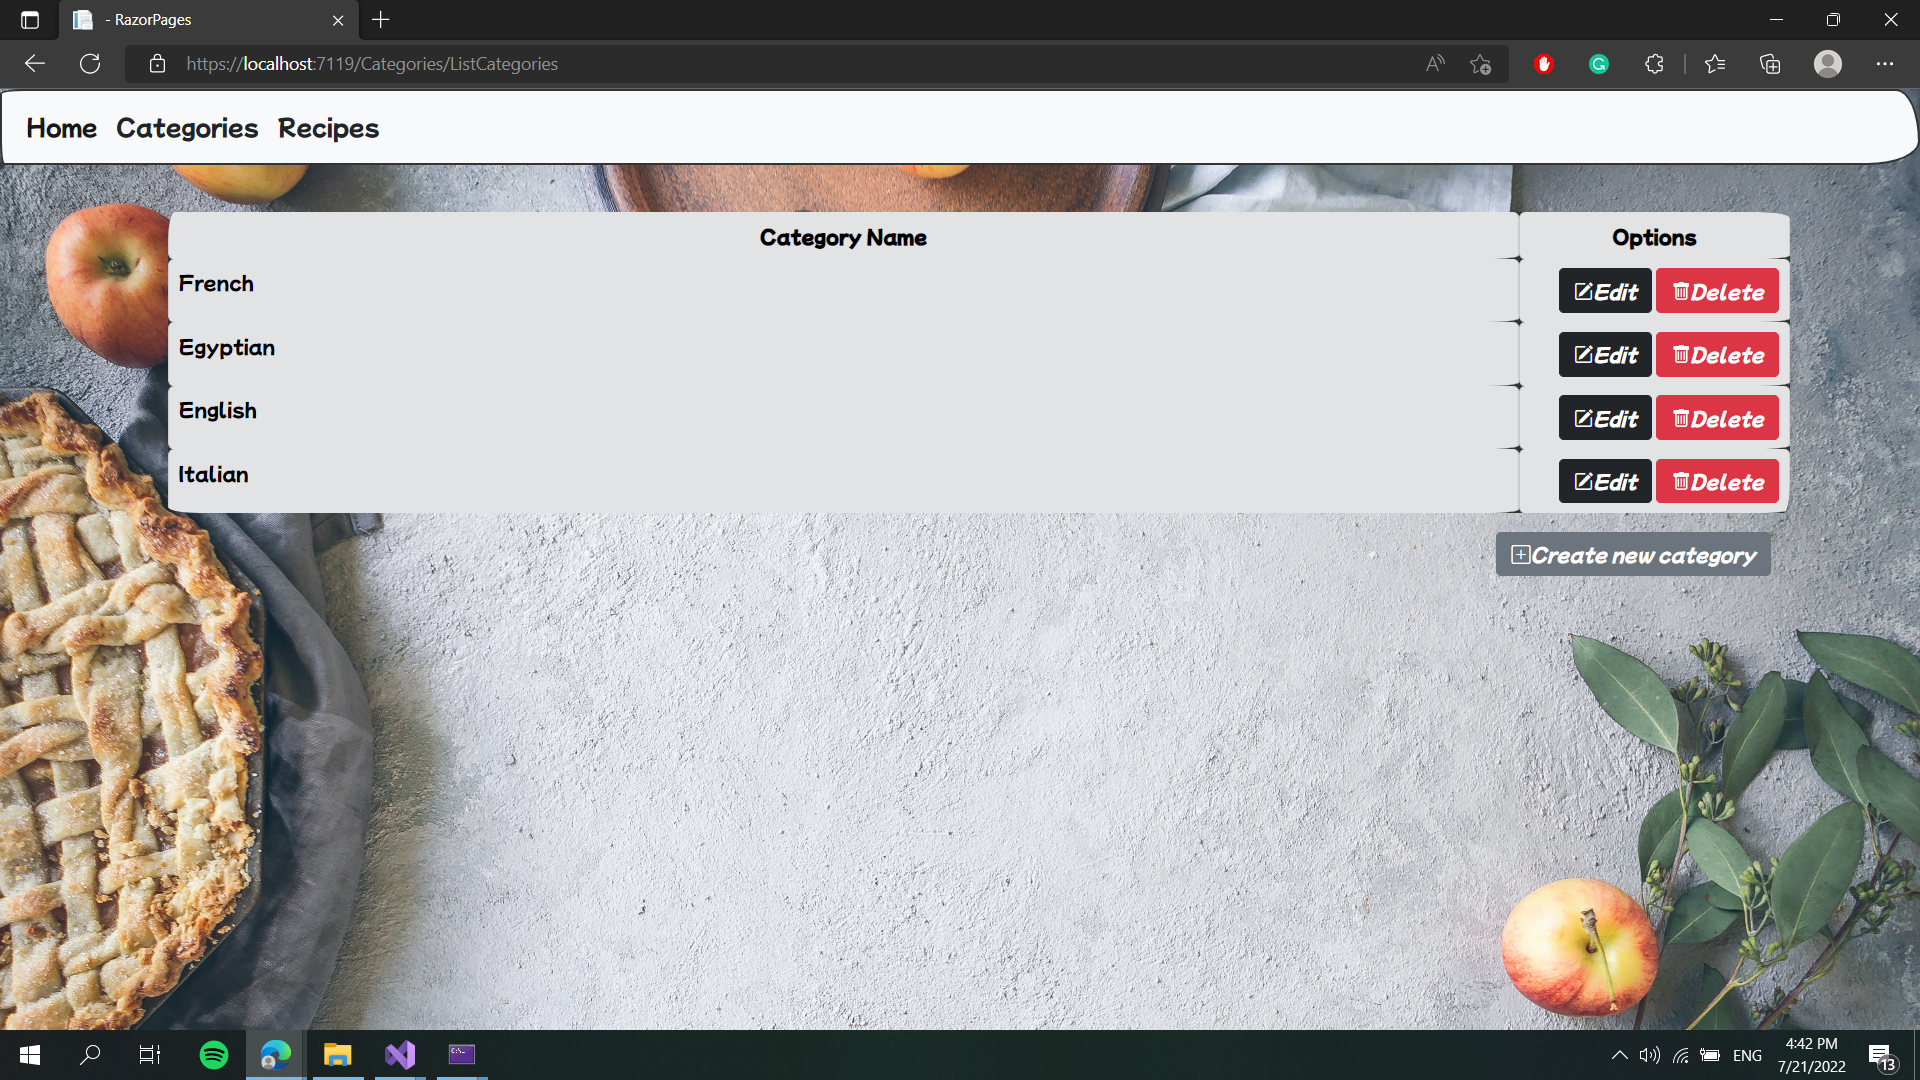 - RazorPages
https://localhost:7119/Categories/ListCategories
Home Categories Recipes
Category Name Options
French Edit Delete
Egyptian Edit Delete
English Edit Delete
Italian Edit Delete
Create new category
ENG
4:42 PM
7/21/2022
13